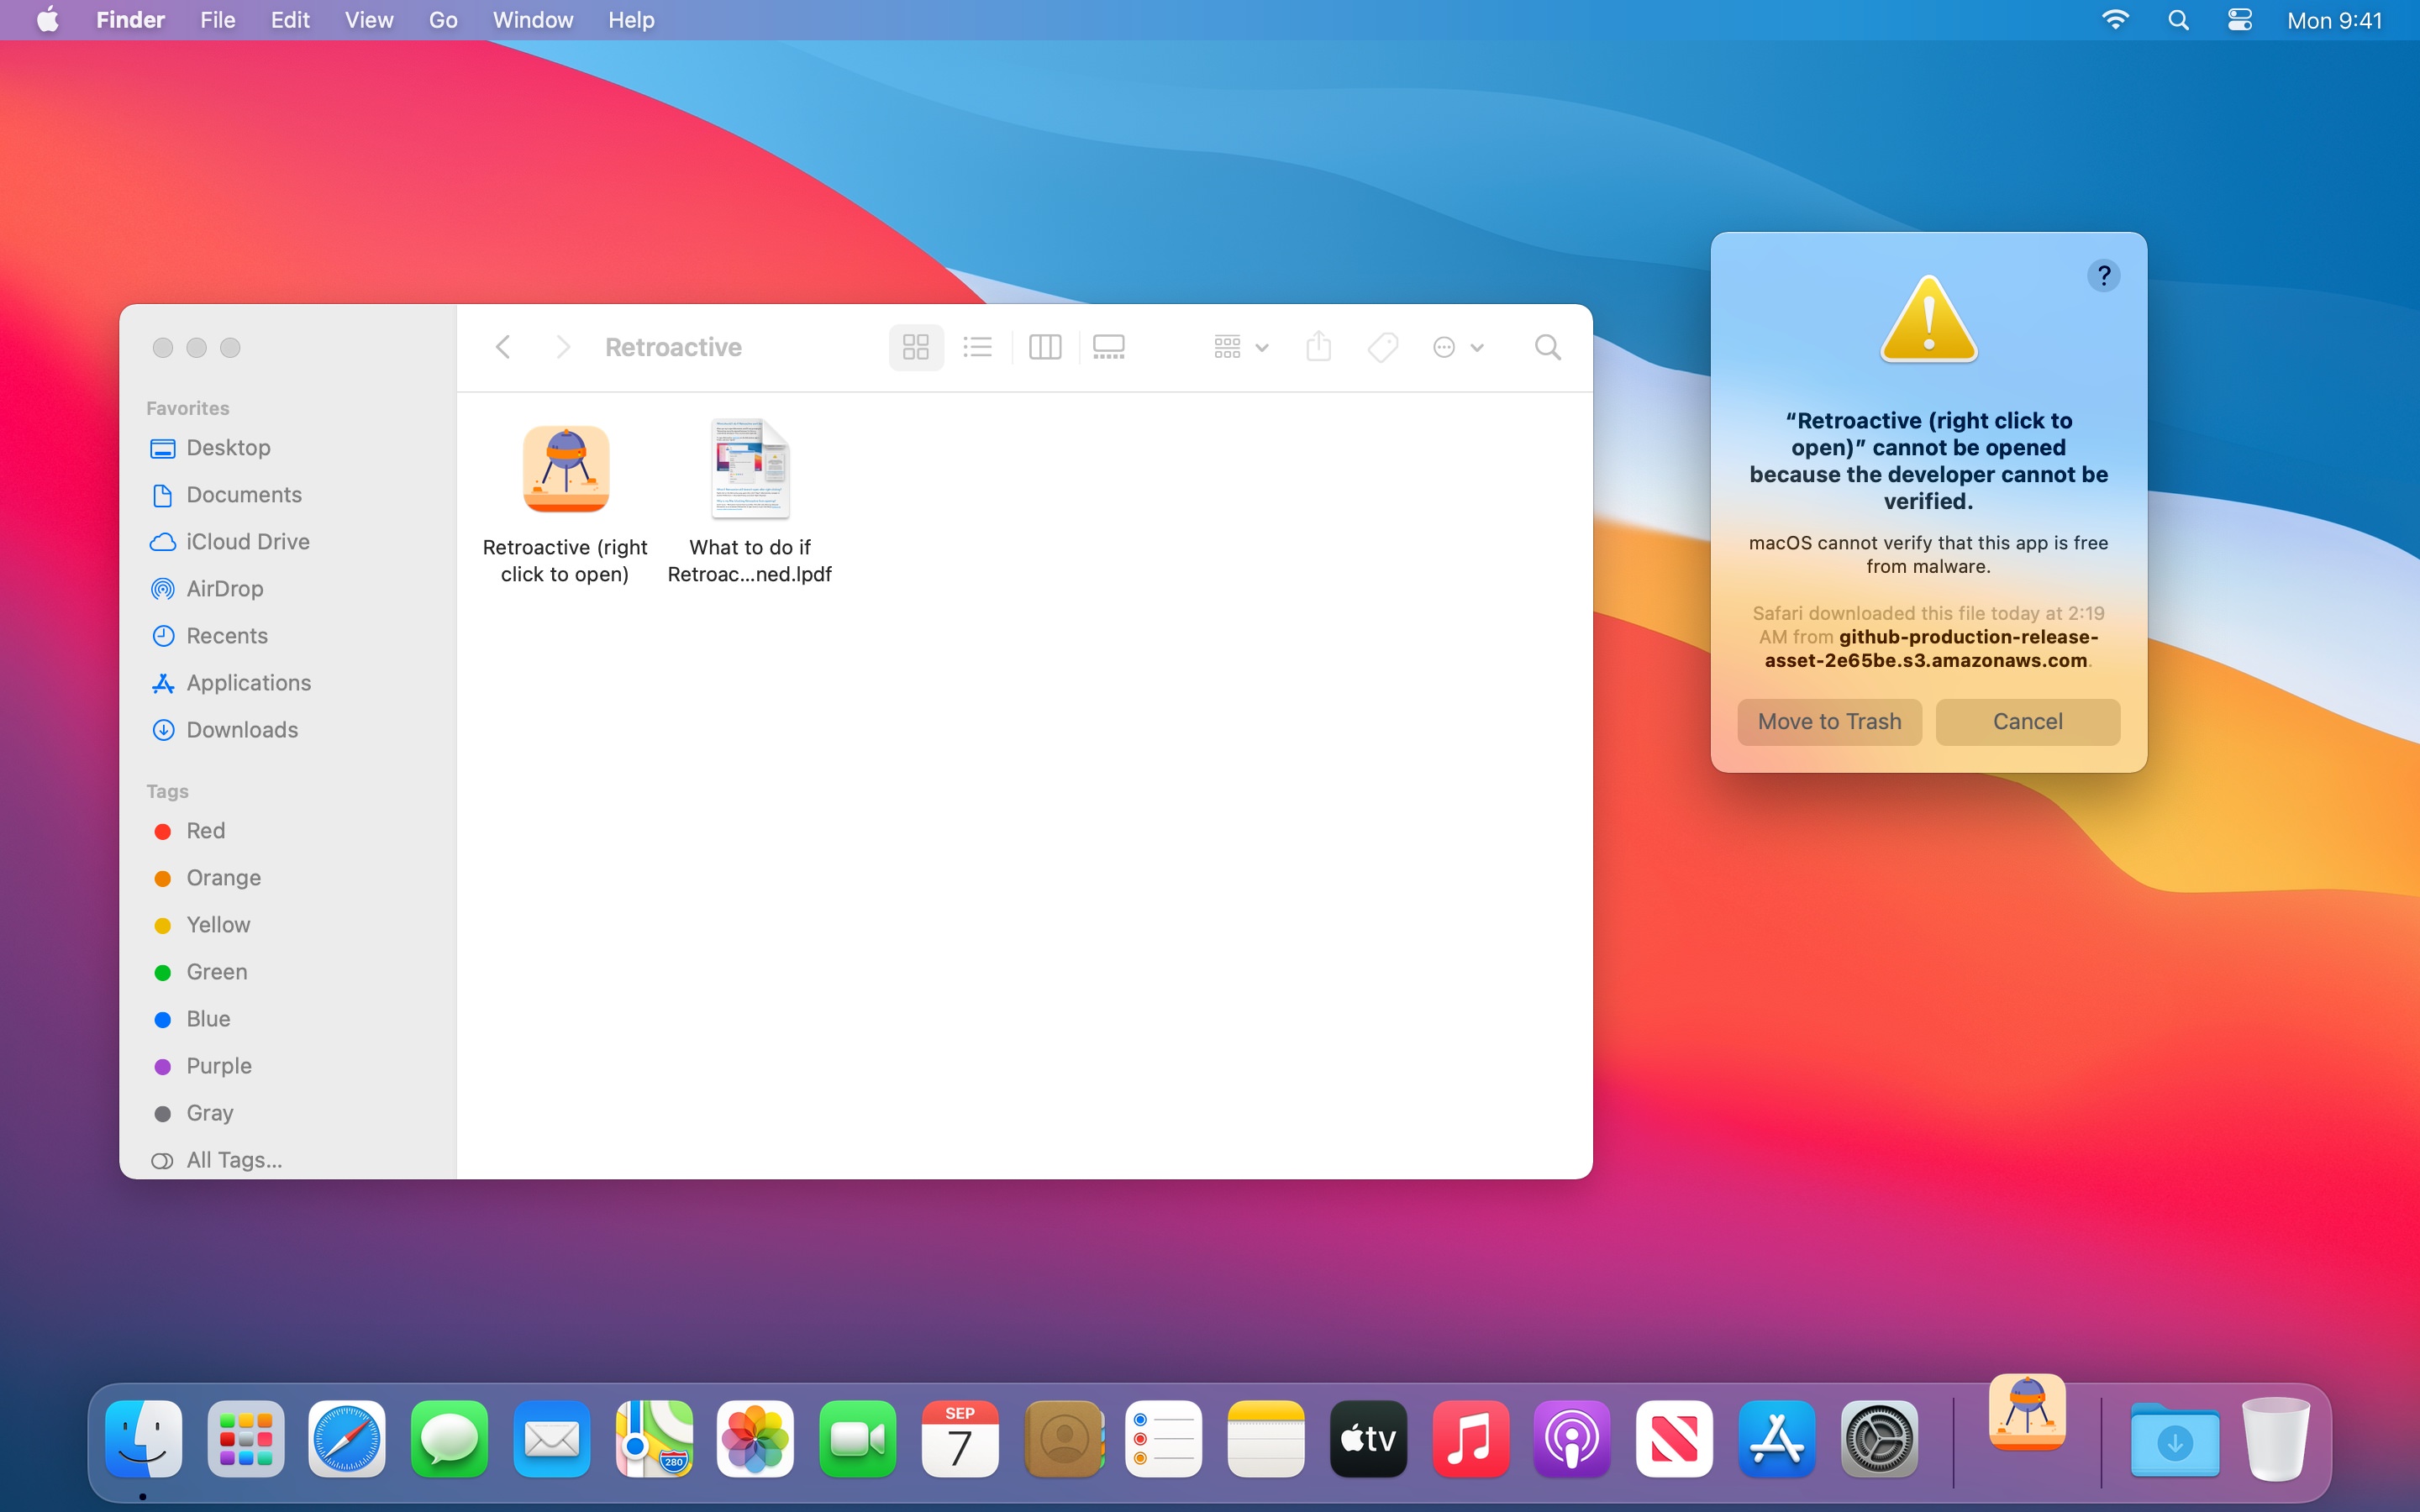 Finder File Edit View Go Window Help
Mon 9:41
Retroactive
Favorites
Desktop
Documents
iCloud Drive
AirDrop
Recents
Applications
Downloads
Tags
Red
Orange
Yellow
Green
Blue
Purple
Gray
All Tags...
Retroactive (right
click to open)
What to do if
Retroac...ned.lpdf
?
“Retroactive (right click to
open)” cannot be opened
because the developer cannot be
verified.
macOS cannot verify that this app is free
from malware.
Safari downloaded this file today at 2:19
AM from github-production-release-
asset-2e65be.s3.amazonaws.com.
Move to Trash
Cancel
280
SEP
7
tv